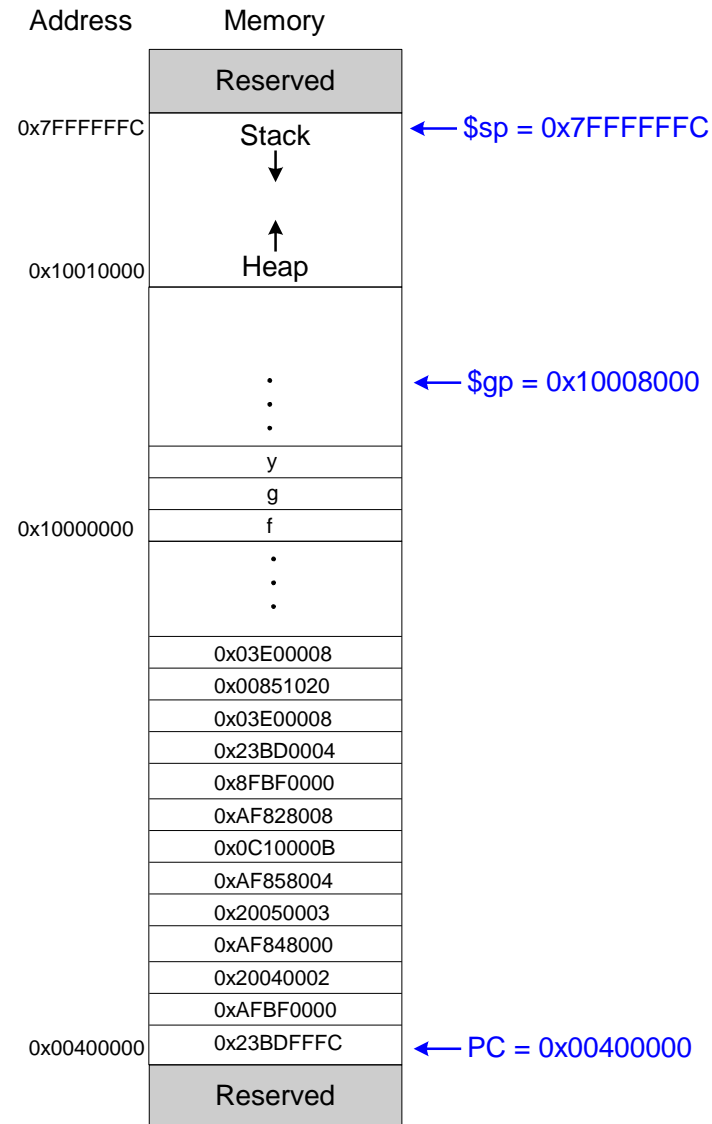 Address Memory
Reserved
0x7FFFFFFC Stack $sp = 0x7FFFFFFC
0x10010000 Heap
$gp = 0x10008000
y
g
0x10000000 f
0x03E00008
0x00851020
0x03E00008
0x23BD0004
0x8FBF0000
0xAF828008
0x0C10000B
0xAF858004
0x20050003
0xAF848000
0x20040002
0xAFBF0000
0x00400000 0x23BDFFFC PC = 0x00400000
Reserved